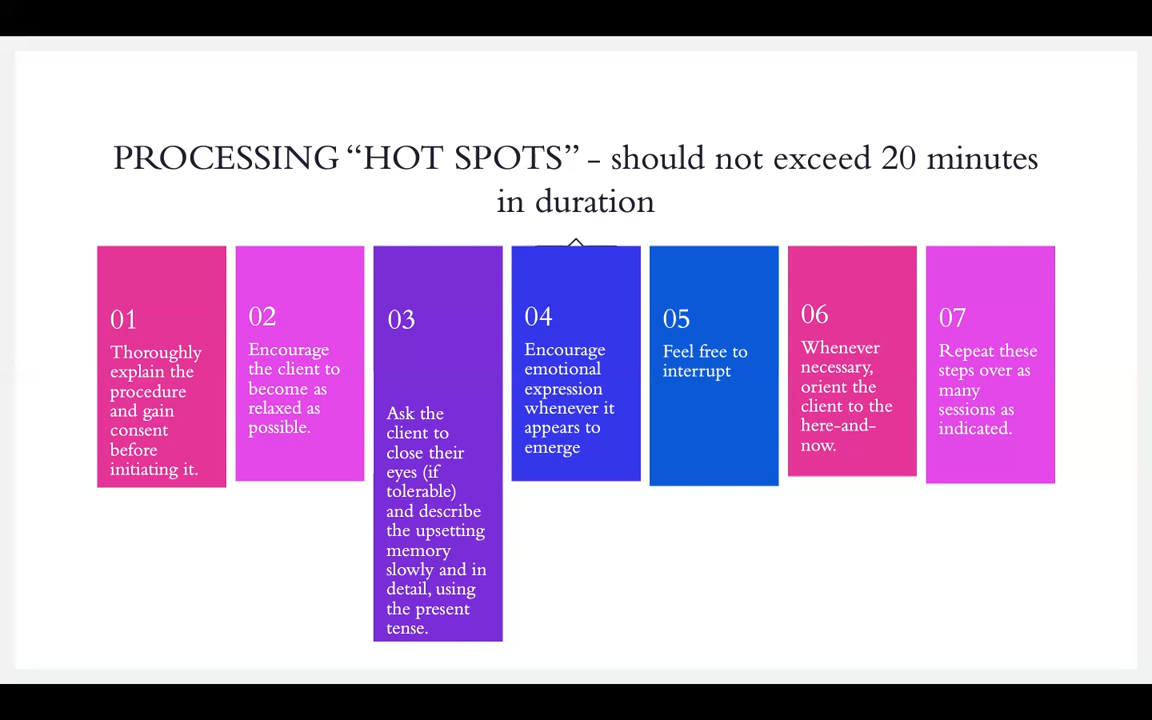 PROCESSING “HOT SPOTS” – should not exceed 20 minutes
in duration
01
Thoroughly
explain the
procedure
and gain
consent
before
initiating it.
02
Encourage
the client to
become as
relaxed as
possible.
03
Ask the
client to
close their
eyes (if
tolerable)
and describe
the upsetting
memory
slowly and in
detail, using
the present
tense.
04
Encourage
emotional
expression
whenever it
appears to
emerge
05
Feel free to
interrupt
06
Whenever
necessary,
orient the
client to the
here-and-
now.
07
Repeat these
steps over as
many
sessions as
indicated.